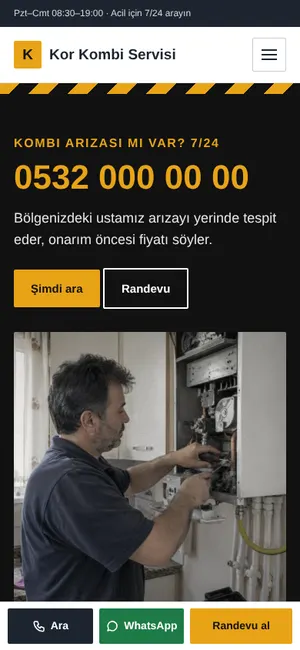 Pzt–Cmt 08:30–19:00 · Acil için 7/24 arayın
K Kor Kombi Servisi
KOMBI ARIZASI MI VAR? 7/24
0532 000 00 00
Bölgenizdeki ustamız arızayı yerinde tespit
eder, onarım öncesi fiyatı söyler.
Şimdi ara Randevu
Ara WhatsApp Randevu al